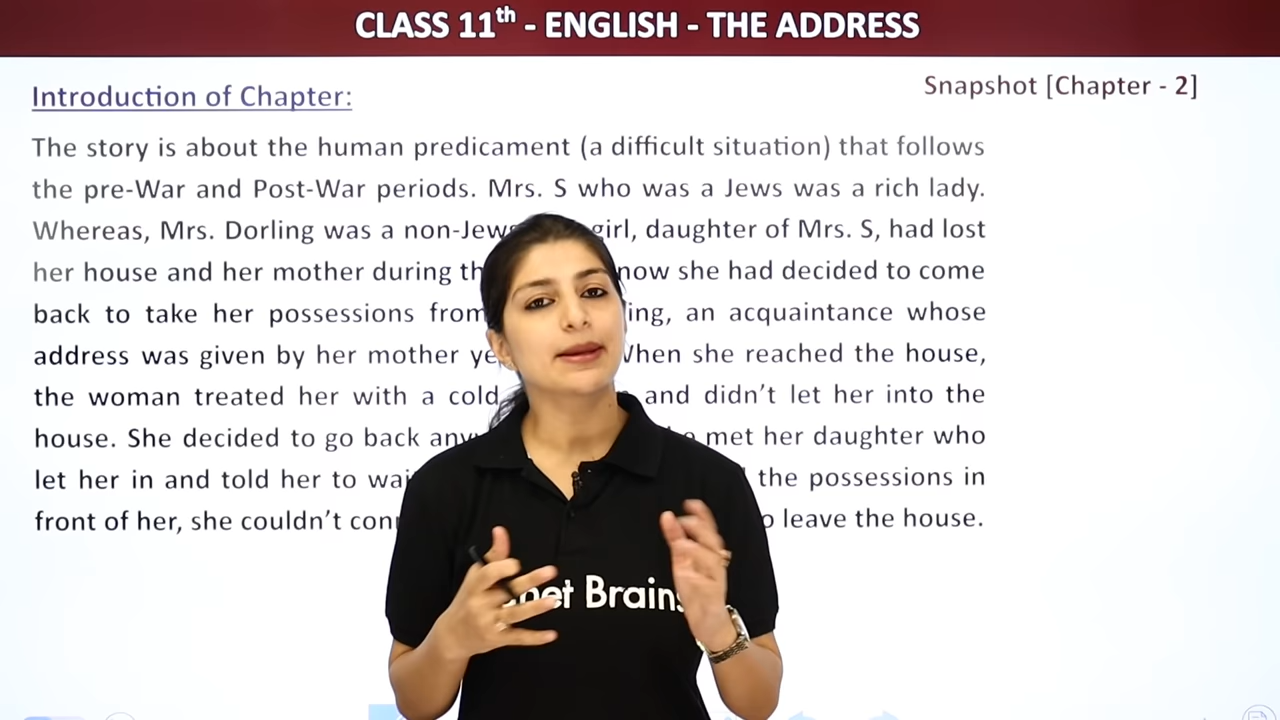 CLASS 11th - ENGLISH - THE ADDRESS
Introduction of Chapter:
Snapshot [Chapter - 2]
The story is about the human predicament (a difficult situation) that follows
the pre-War and Post-War periods. Mrs. S who was a Jews was a rich lady.
Whereas, Mrs. Dorling was a non-Jew girl, daughter of Mrs. S, had lost
her house and her mother during now she had decided to come
back to take her possessions from an acquaintance whose
address was given by her mother When she reached the house,
the woman treated her with a cold and didn't let her into the
house. She decided to go back met her daughter who
let her in and told her to the possessions in
front of her, she couldn't leave the house.
Brains